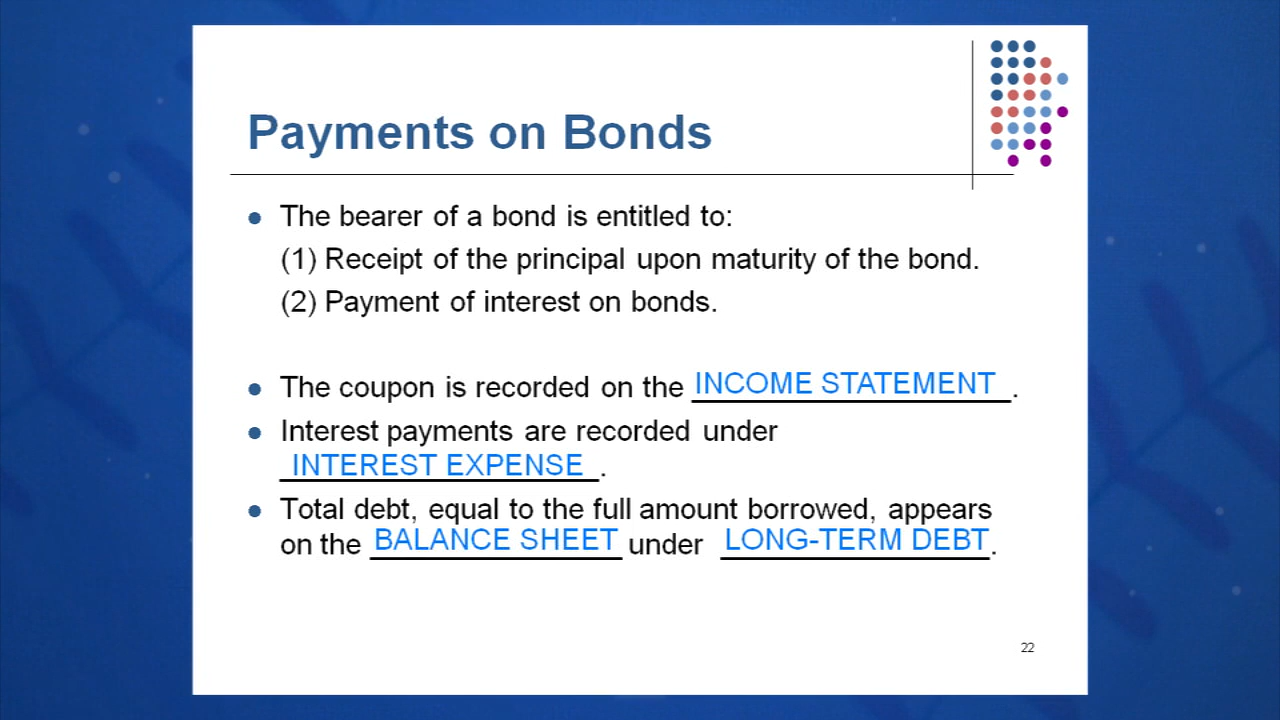 Payments on Bonds
The bearer of a bond is entitled to:
(1) Receipt of the principal upon maturity of the bond.
(2) Payment of interest on bonds.
The coupon is recorded on the INCOME STATEMENT.
Interest payments are recorded under
INTEREST EXPENSE.
Total debt, equal to the full amount borrowed, appears
on the BALANCE SHEET under LONG-TERM DEBT.
22